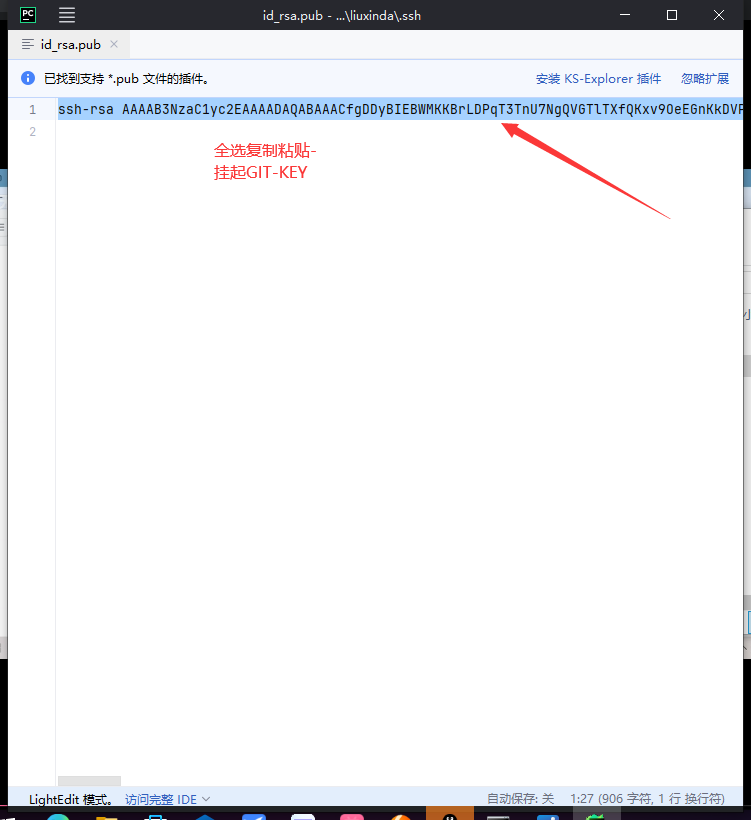 PC
id_rsa.pub - ...\liuxinda\.ssh
id_rsa.pub
已找到支持 *.pub 文件的插件。 安装 KS-Explorer 插件 忽略扩展
1 ssh-rsa AAAAB3NzaC1yc2EAAAADAQABAAACfgDDyBIEBWMKKBrLDPqT3TnU7NgQVGTlTXfQKxv9OeEGnKkDVF
2
全选复制粘贴-
挂起GIT-KEY
LightEdit 模式。 访问完整 IDE 自动保存: 关 1:27 (906 字符, 1 行 换行符)